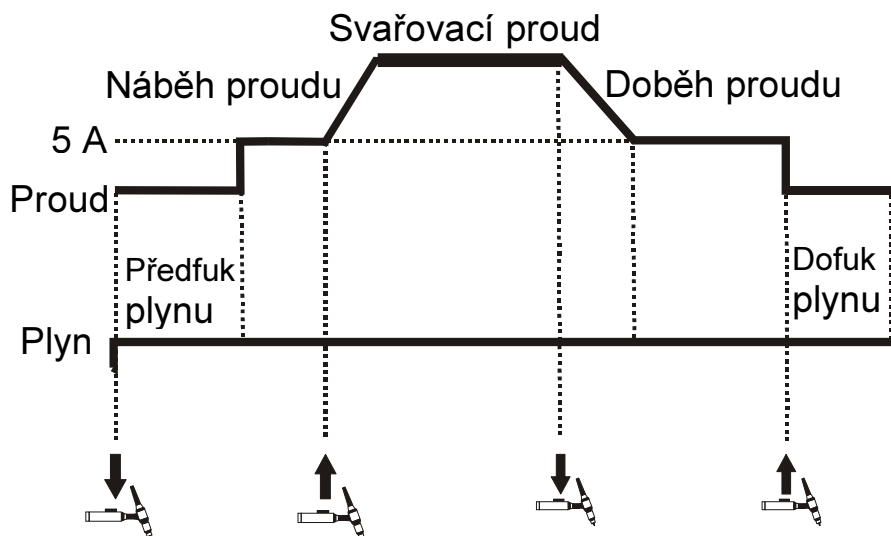 Svařovací proud
Náběh proudu
Doběh proudu
5 A
Proud
Předfuk
plynu
Dofuk
plynu
Plyn